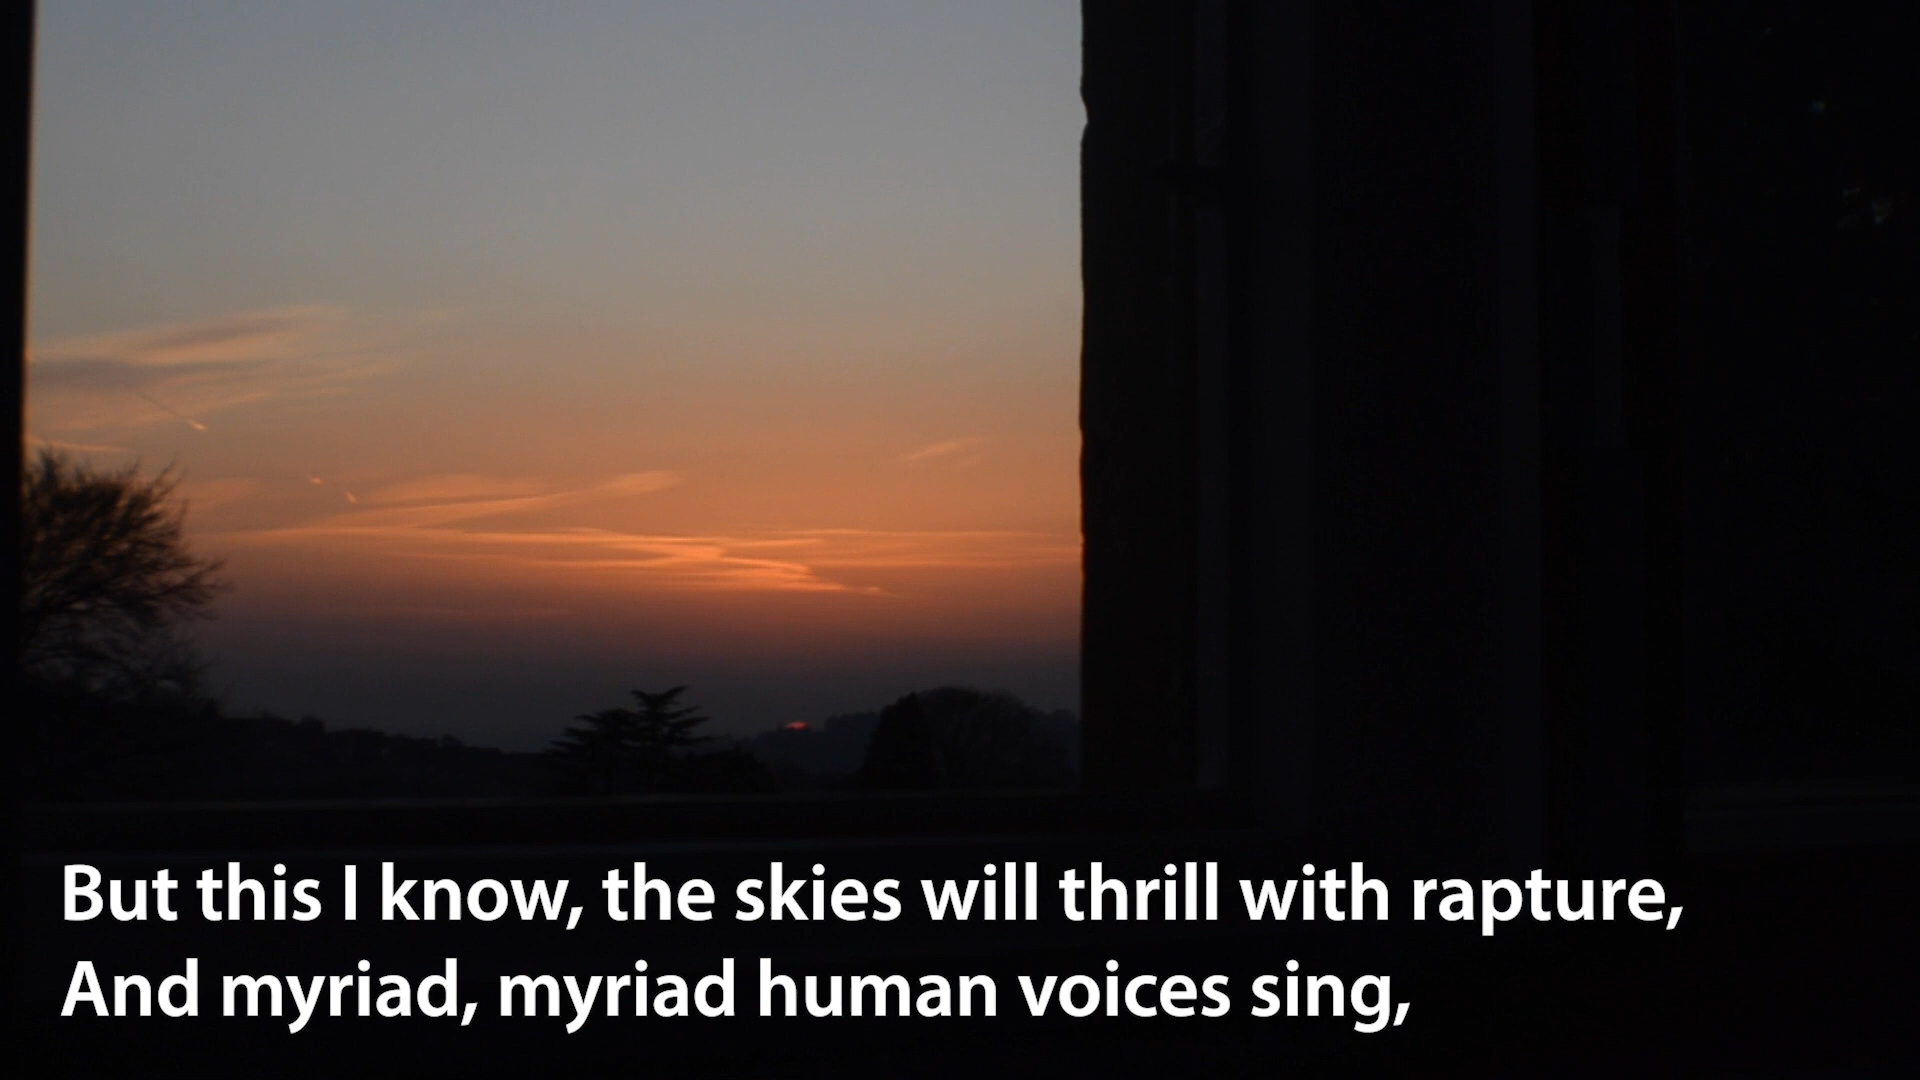 But this I know, the skies will thrill with rapture,
And myriad, myriad human voices sing,